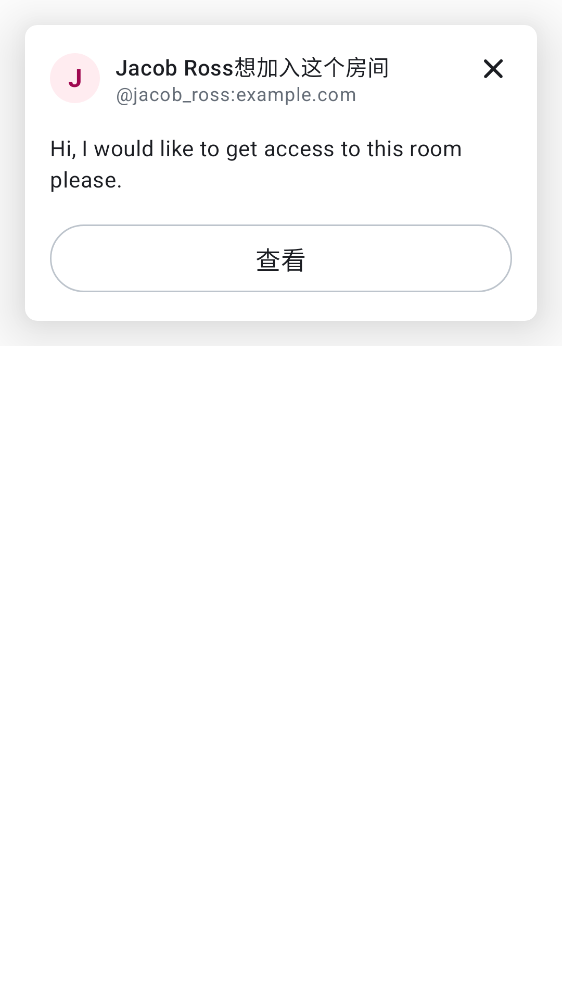 J
Jacob Ross想加入这个房间
@jacob_ross:example.com
Hi, I would like to get access to this room
please.
查看